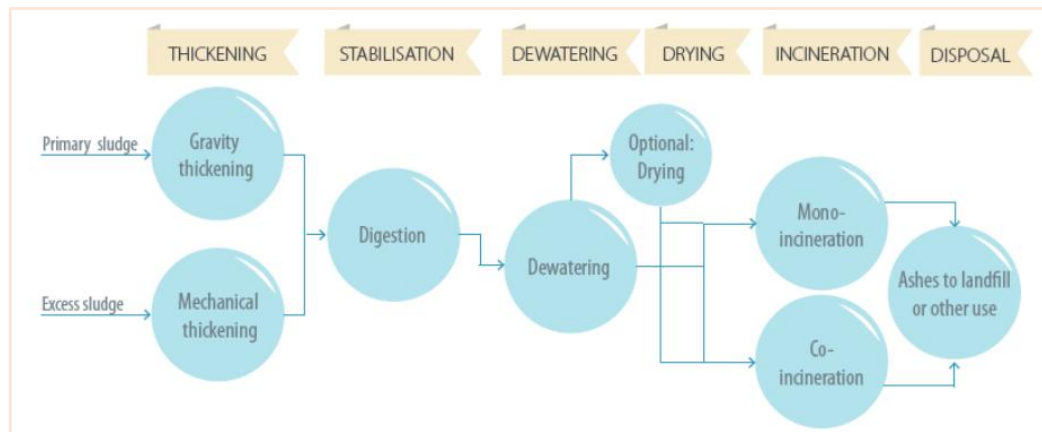 THICKENING
STABILISATION
DEWATERING
DRYING
INCINERATION
DISPOSAL
Primary sludge
Gravity
thickening
Excess sludge
Mechanical
thickening
Digestion
Dewatering
Optional:
Drying
Mono-
incineration
Co-
incineration
Ashes to landfill
or other use